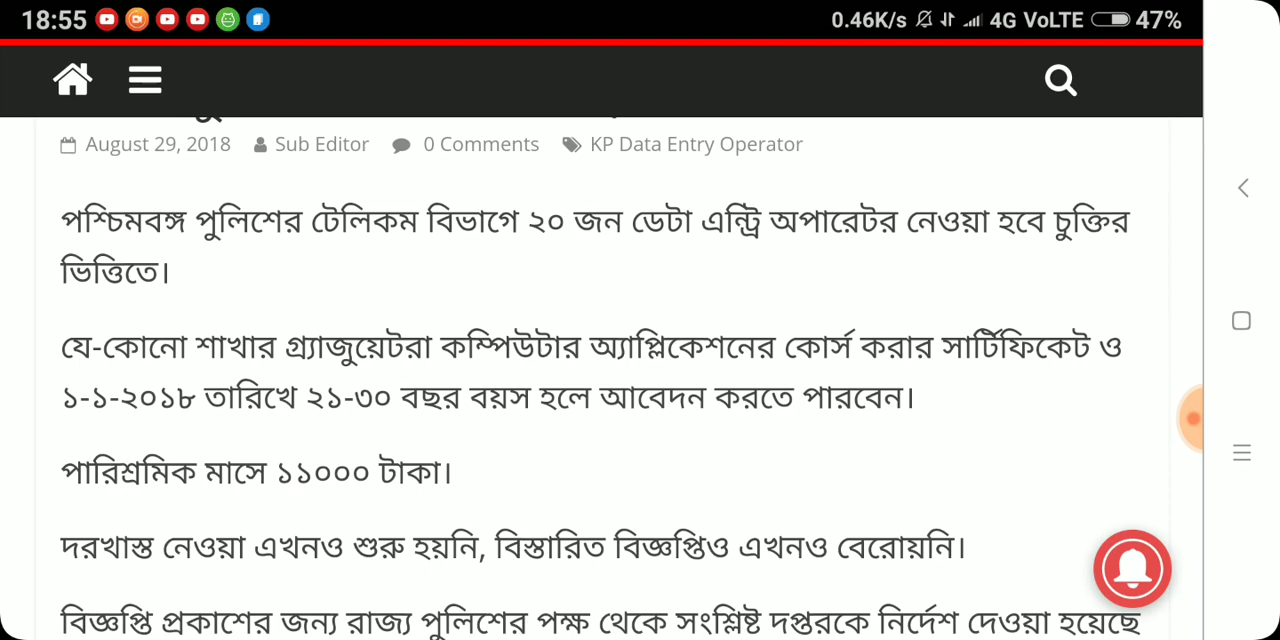 18:55 0.46K/s 4G VoLTE 47%
August 29, 2018 Sub Editor 0 Comments KP Data Entry Operator
পশ্চিমবঙ্গ পুলিশের টেলিকম বিভাগে ২০ জন ডেটা এন্ট্রি অপারেটর নেওয়া হবে চুক্তির
ভিত্তিতে।
যে-কোনো শাখার গ্র্যাজুয়েটরা কম্পিউটার অ্যাপ্লিকেশনের কোর্স করার সার্টিফিকেট ও
১-১-২০১৮ তারিখে ২১-৩০ বছর বয়স হলে আবেদন করতে পারবেন।
পারিশ্রমিক মাসে ১১০০০ টাকা।
দরখাস্ত নেওয়া এখনও শুরু হয়নি, বিস্তারিত বিজ্ঞপ্তিও এখনও বেরোয়নি।
বিজ্ঞপ্তি প্রকাশের জন্য রাজ্য পুলিশের পক্ষ থেকে সংশ্লিষ্ট দপ্তরকে নির্দেশ দেওয়া হয়েছে